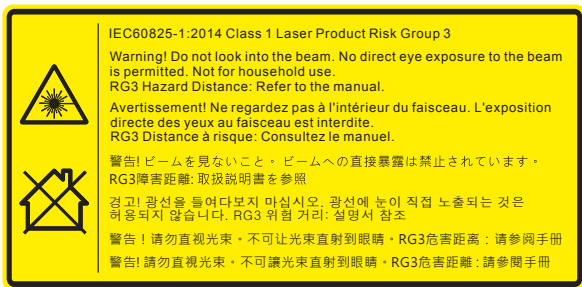 IEC60825-1:2014 Class 1 Laser Product Risk Group 3
Warning! Do not look into the beam. No direct eye exposure to the beam
is permitted. Not for household use.
RG3 Hazard Distance: Refer to the manual.
Avertissement! Ne regardez pas à l'intérieur du faisceau. L'exposition
directe des yeux au faisceau est interdite.
RG3 Distance à risque: Consultez le manuel.
警告! ビームを見ないこと。ビームへの直接暴露は禁止されています。
RG3障害距離: 取扱説明書を参照
경고! 광선을 들여다보지 마십시오. 광선에 눈이 직접 노출되는 것은
허용되지 않습니다. RG3 위험 거리: 설명서 참조
警告！请勿直视光束。不可让光束直射到眼睛。RG3危害距离：请参阅手册
警告! 請勿直視光束。不可讓光束直射到眼睛。RG3危害距離: 請參閱手冊